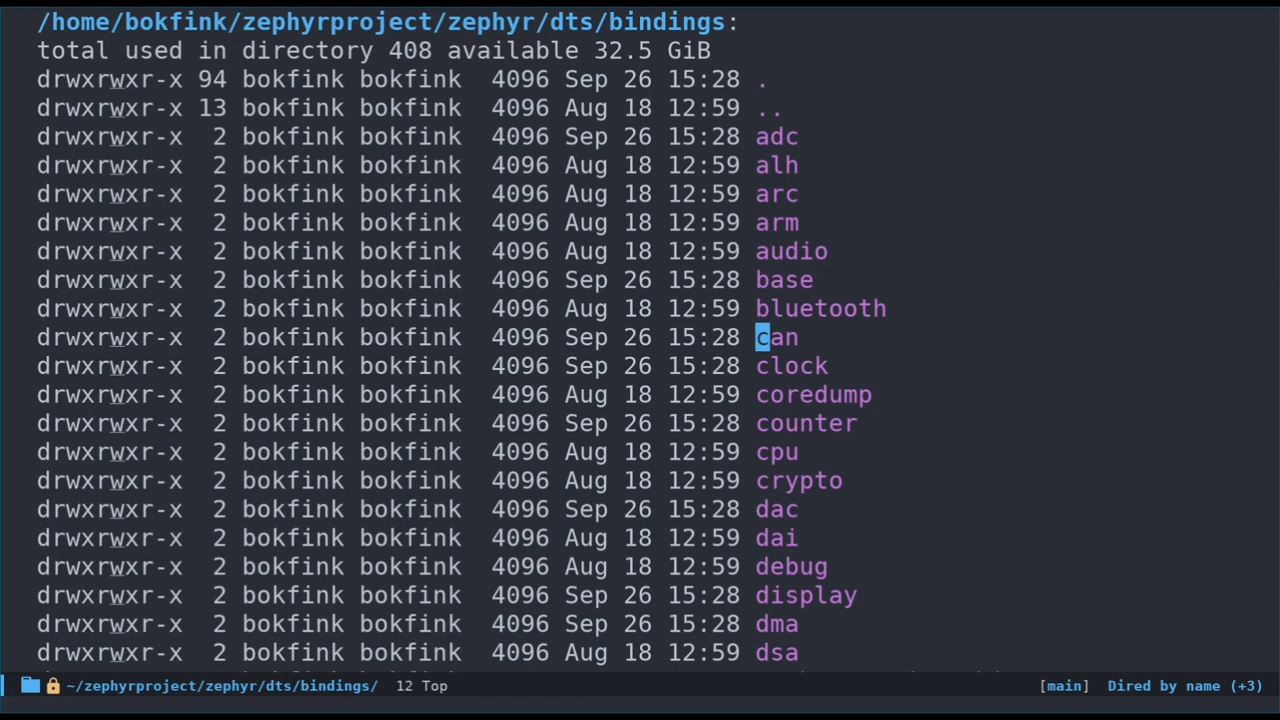 /home/bokfink/zephyrproject/zephyr/dts/bindings:
total used in directory 408 available 32.5 GiB
drwxrwxr-x 94 bokfink bokfink  4096 Sep 26 15:28 .
drwxrwxr-x 13 bokfink bokfink  4096 Aug 18 12:59 ..
drwxrwxr-x  2 bokfink bokfink  4096 Sep 26 15:28 adc
drwxrwxr-x  2 bokfink bokfink  4096 Aug 18 12:59 alh
drwxrwxr-x  2 bokfink bokfink  4096 Aug 18 12:59 arc
drwxrwxr-x  2 bokfink bokfink  4096 Aug 18 12:59 arm
drwxrwxr-x  2 bokfink bokfink  4096 Aug 18 12:59 audio
drwxrwxr-x  2 bokfink bokfink  4096 Sep 26 15:28 base
drwxrwxr-x  2 bokfink bokfink  4096 Aug 18 12:59 bluetooth
drwxrwxr-x  2 bokfink bokfink  4096 Sep 26 15:28 can
drwxrwxr-x  2 bokfink bokfink  4096 Sep 26 15:28 clock
drwxrwxr-x  2 bokfink bokfink  4096 Aug 18 12:59 coredump
drwxrwxr-x  2 bokfink bokfink  4096 Sep 26 15:28 counter
drwxrwxr-x  2 bokfink bokfink  4096 Aug 18 12:59 cpu
drwxrwxr-x  2 bokfink bokfink  4096 Aug 18 12:59 crypto
drwxrwxr-x  2 bokfink bokfink  4096 Sep 26 15:28 dac
drwxrwxr-x  2 bokfink bokfink  4096 Aug 18 12:59 dai
drwxrwxr-x  2 bokfink bokfink  4096 Aug 18 12:59 debug
drwxrwxr-x  2 bokfink bokfink  4096 Sep 26 15:28 display
drwxrwxr-x  2 bokfink bokfink  4096 Sep 26 15:28 dma
drwxrwxr-x  2 bokfink bokfink  4096 Aug 18 12:59 dsa
~/zephyrproject/zephyr/dts/bindings/  12 Top [main]  Dired by name (+3)